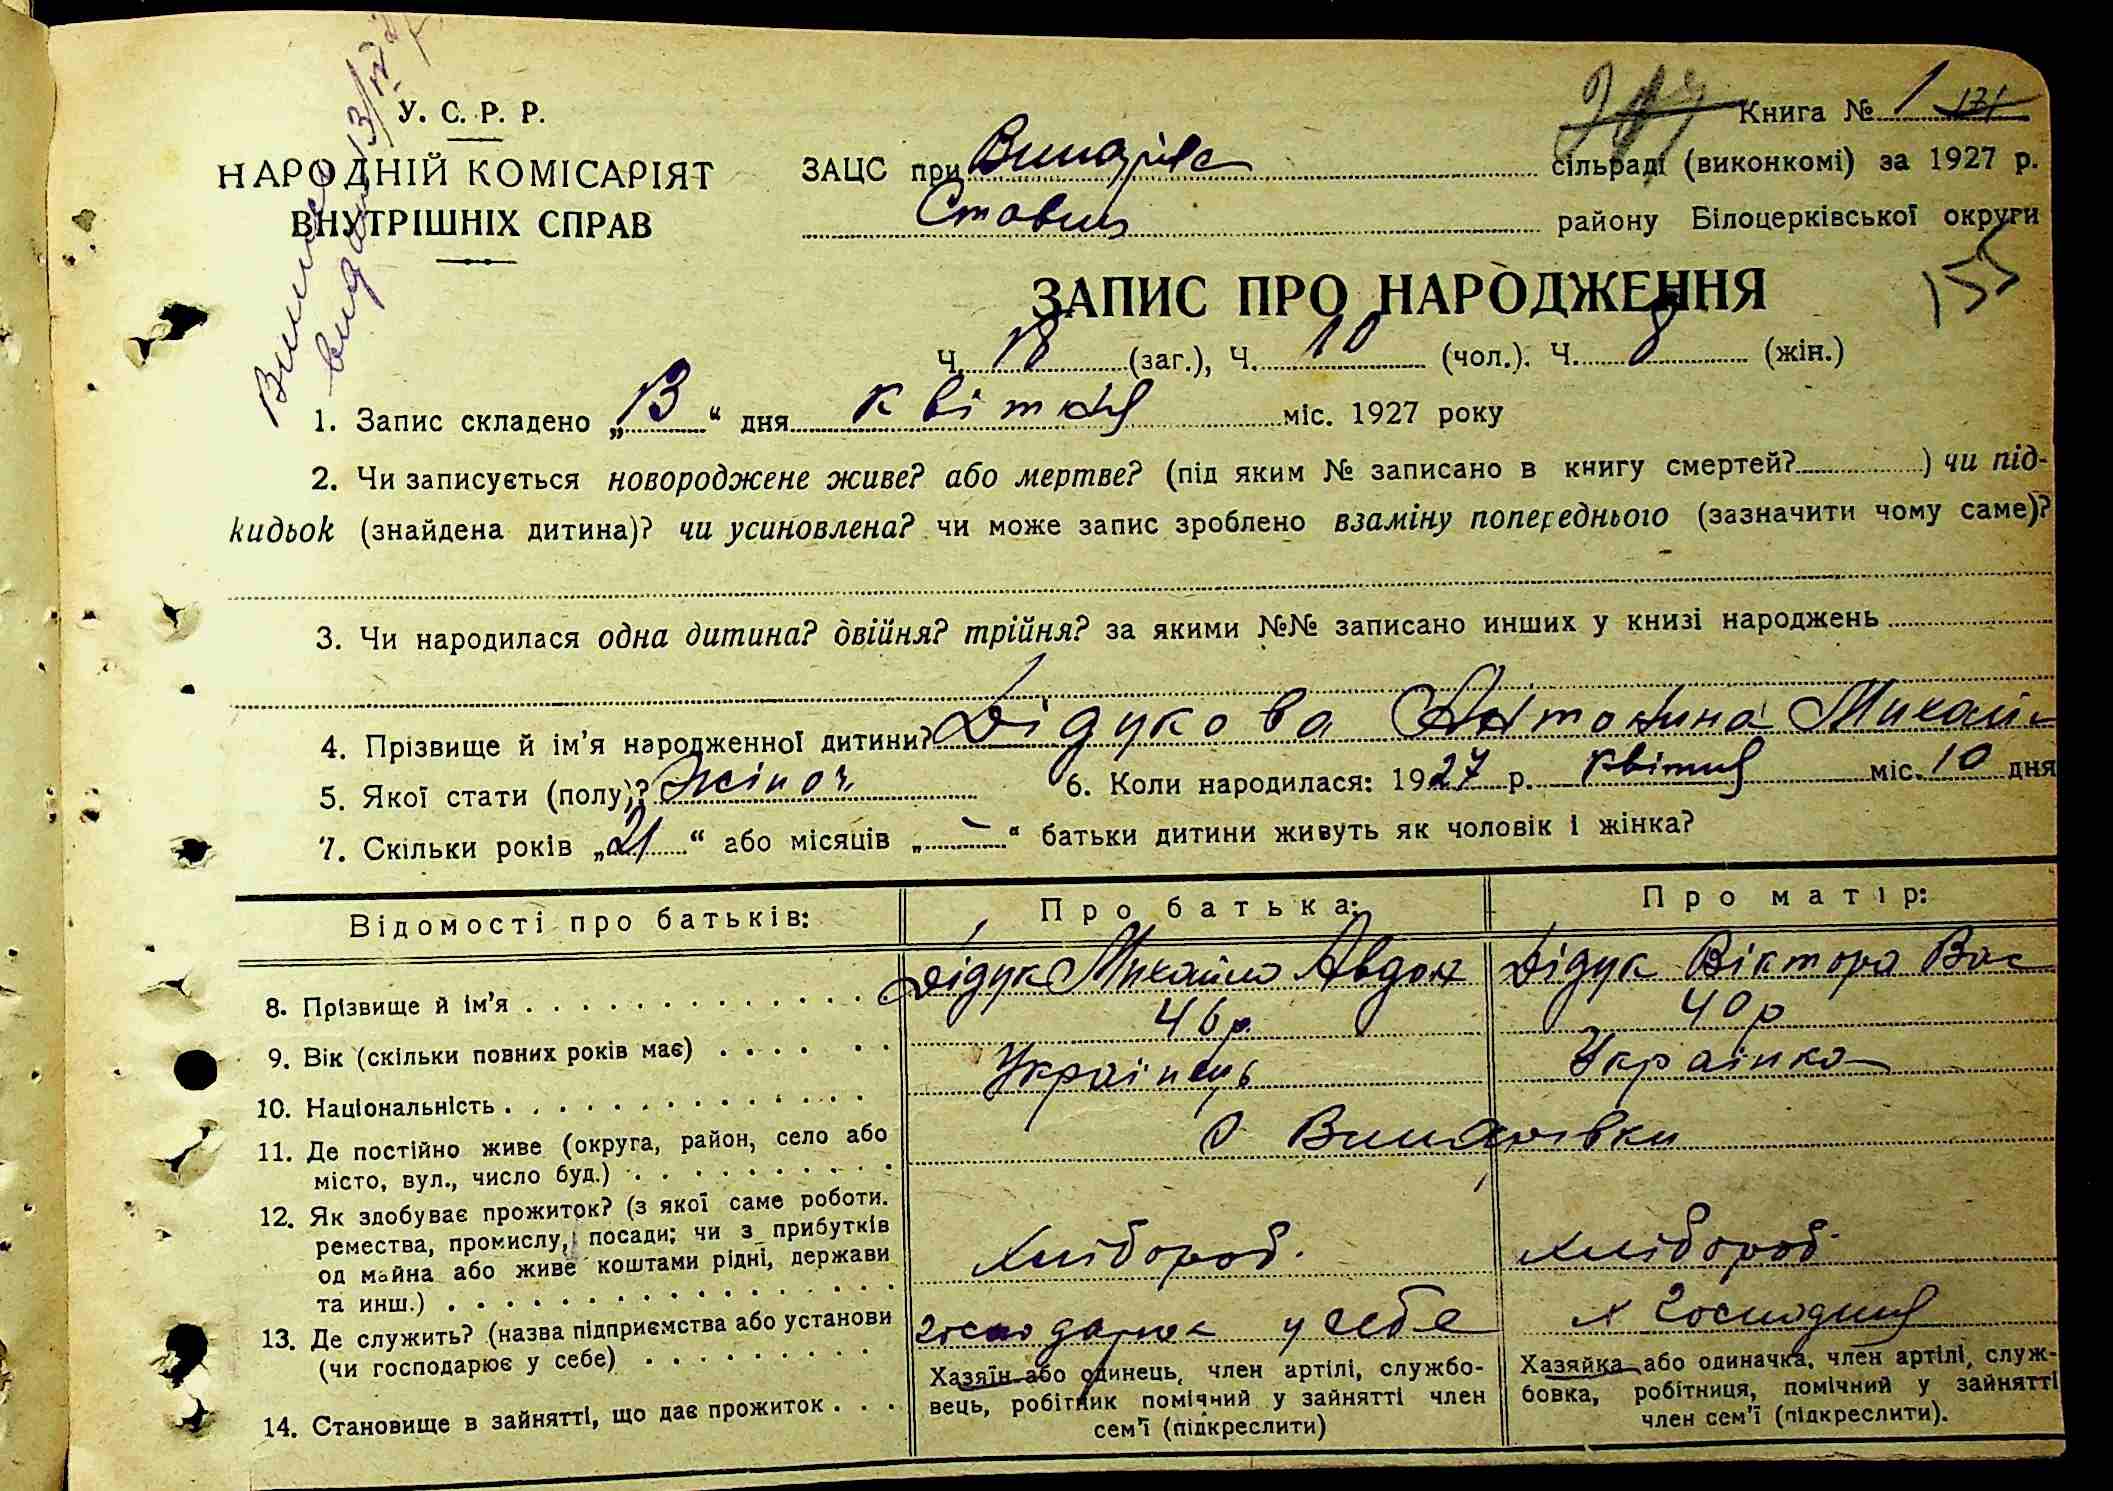 У. С. Р. Р.
НАРОДНІЙ КОМІСАРІЯТ
ВНУТРІШНІХ СПРАВ
Книга № 1 171
ЗАЦС при сільраді (виконкомі) за 1927 р.
Ставищ району Білоцерківської округи
155
ЗАПИС ПРО НАРОДЖЕННЯ
Ч. 18 (заг.), Ч. 10 (чол.). Ч. 8 (жін.)
1. Запис складено „13“ дня квітня міс. 1927 року
2. Чи записується новороджене живе? або мертве? (під яким № записано в книгу смертей? ) чи під-
кидьок (знайдена дитина)? чи усиновлена? чи може запис зроблено взаміну попереднього (зазначити чому саме)?
3. Чи народилася одна дитина? двійня? трійня? за якими №№ записано инших у книзі народжень
4. Прізвище й ім’я народженної дитини? Дідукова Антонина Михай
5. Якої стати (полу)? жіноч 6. Коли народилася: 1927 р. квітня міс. 10 дня
7. Скільки років „21“ або місяців „-“ батьки дитини живуть як чоловік і жінка?
Відомості про батьків: Про батька: Про матір:
8. Прізвище й ім’я Дідук Михайло Авдон Дідук Віктора Вас
9. Вік (скільки повних років має) 46 р. 40 р
10. Національність Українець Українка
11. Де постійно живе (округа, район, село або
місто, вул., число буд.)
12. Як здобуває прожиток? (з якої саме роботи.
ремества, промислу, посади; чи з прибутків
од майна або живе коштами рідні, держави
та инш.) Хлібороб. хлібороб.
13. Де служить? (назва підприємства або установи
(чи господарює у себе) господарює у себе
14. Становище в зайнятті, що дає прожиток
Хазяїн або одинець, член артілі, службо-
вець, робітник помічний у зайнятті член
сем’ї (підкреслити)
Хазяйка або одиначка, член артілі, служ-
бовка, робітниця, помічний у зайнятті
член сем’ї (підкреслити).